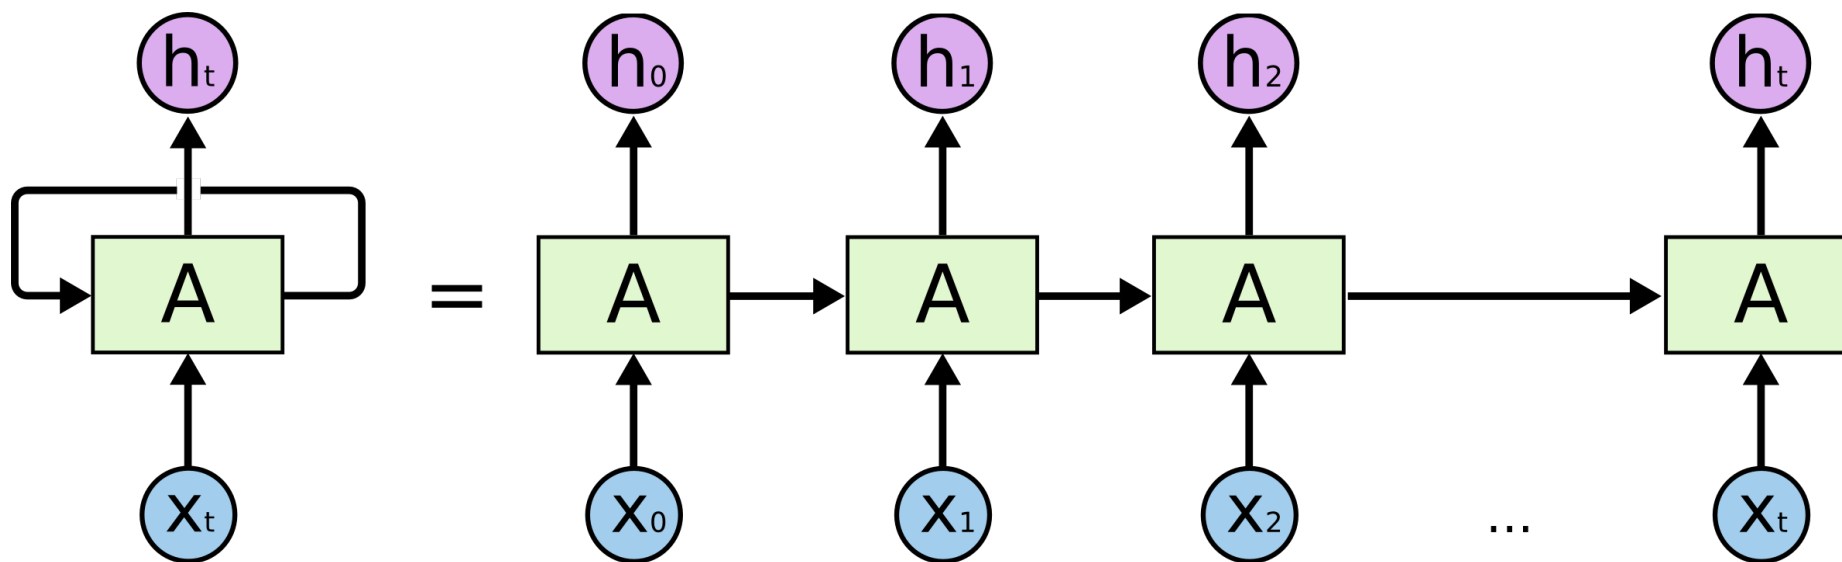 hₜ h₀ h₁ h₂ hₜ
A = A A A A
xₜ x₀ x₁ x₂ ... xₜ